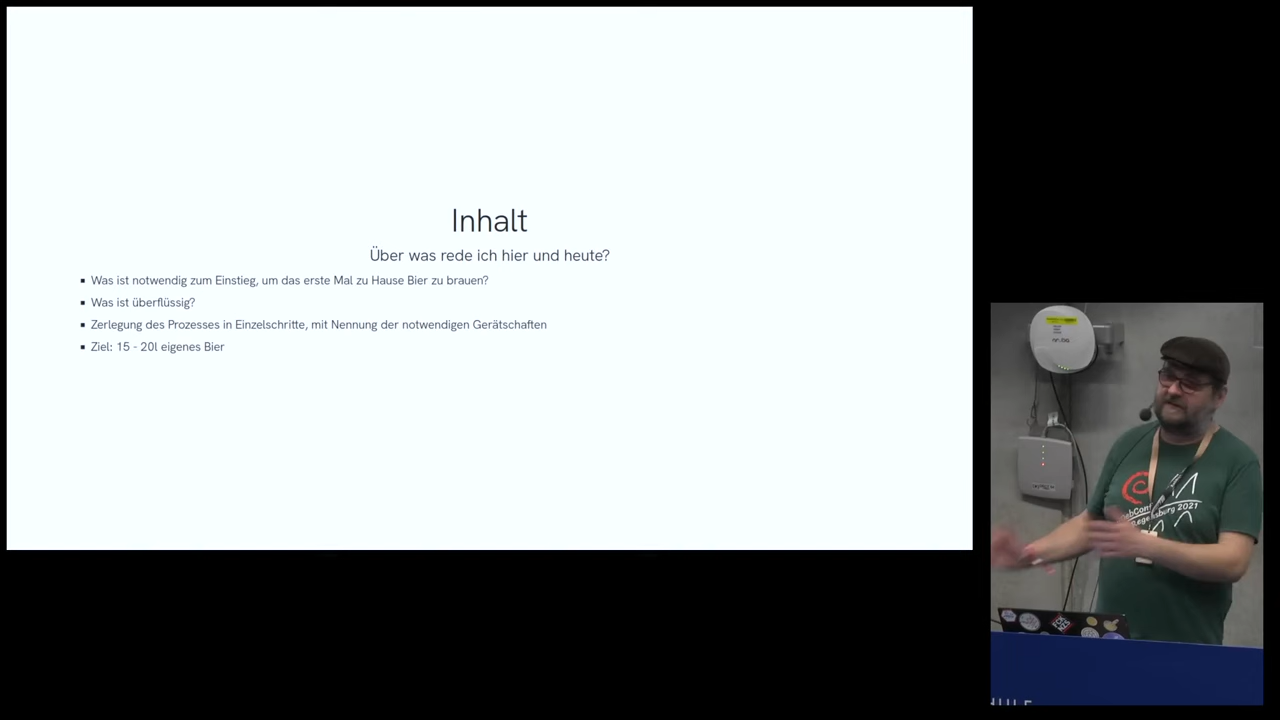 Inhalt
Über was rede ich hier und heute?
▪ Was ist notwendig zum Einstieg, um das erste Mal zu Hause Bier zu brauen?
▪ Was ist überflüssig?
▪ Zerlegung des Prozesses in Einzelschritte, mit Nennung der notwendigen Gerätschaften
▪ Ziel: 15 - 20l eigenes Bier
Regensburg 2021